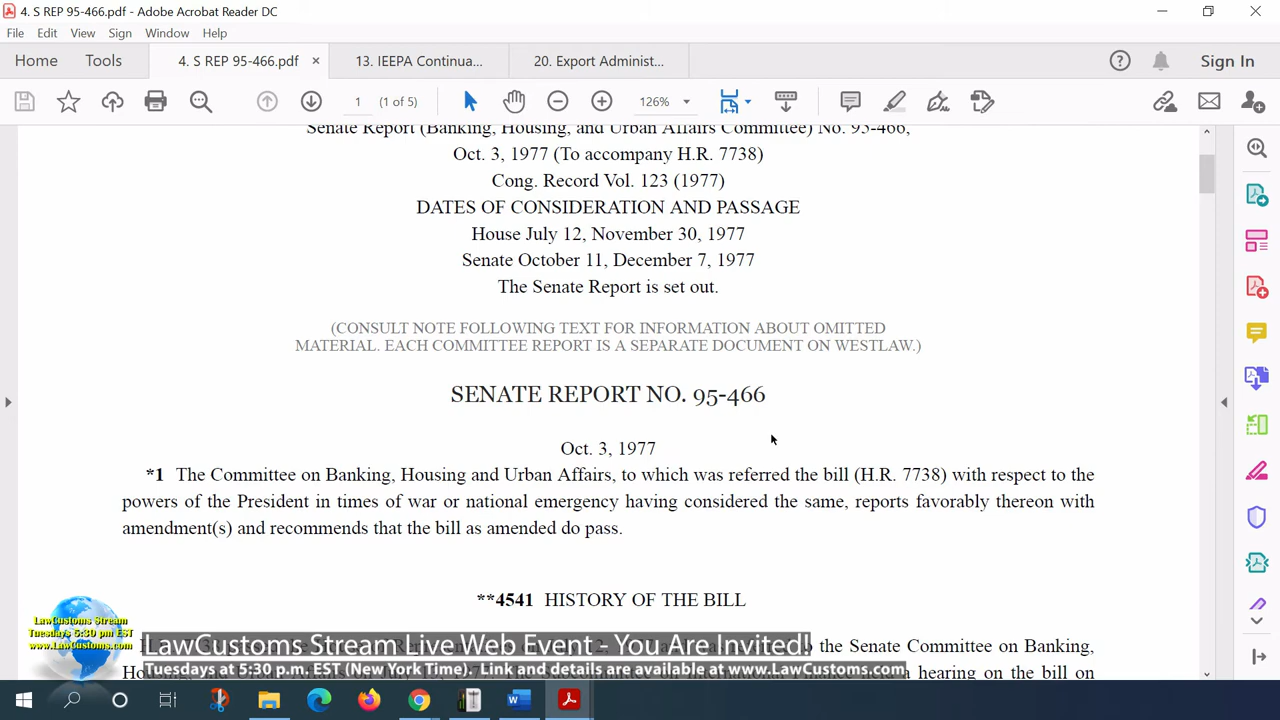 4. S REP 95-466.pdf - Adobe Acrobat Reader DC
File Edit View Sign Window Help
Home Tools 4. S REP 95-466.pdf × 13. IEEPA Continua... 20. Export Administ... Sign In
1 (1 of 5) 126%
Senate Report (Banking, Housing, and Urban Affairs Committee) No. 95-466,
Oct. 3, 1977 (To accompany H.R. 7738)
Cong. Record Vol. 123 (1977)
DATES OF CONSIDERATION AND PASSAGE
House July 12, November 30, 1977
Senate October 11, December 7, 1977
The Senate Report is set out.
(CONSULT NOTE FOLLOWING TEXT FOR INFORMATION ABOUT OMITTED
MATERIAL. EACH COMMITTEE REPORT IS A SEPARATE DOCUMENT ON WESTLAW.)
SENATE REPORT NO. 95-466
Oct. 3, 1977
*1 The Committee on Banking, Housing and Urban Affairs, to which was referred the bill (H.R. 7738) with respect to the
powers of the President in times of war or national emergency having considered the same, reports favorably thereon with
amendment(s) and recommends that the bill as amended do pass.
**4541 HISTORY OF THE BILL
the Senate Committee on Banking,
hearing on the bill on
LawCustoms Stream
Tuesdays 5:30 pm EST
www.LawCustoms.com
LawCustoms Stream Live Web Event - You Are Invited!
Tuesdays at 5:30 p.m. EST (New York Time). Link and details are available at www.LawCustoms.com